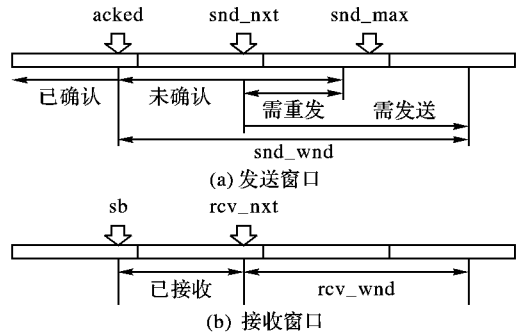 acked snd_nxt snd_max
已确认 未确认 需重发 需发送
snd_wnd
(a) 发送窗口
sb rcv_nxt
已接收 rcv_wnd
(b) 接收窗口